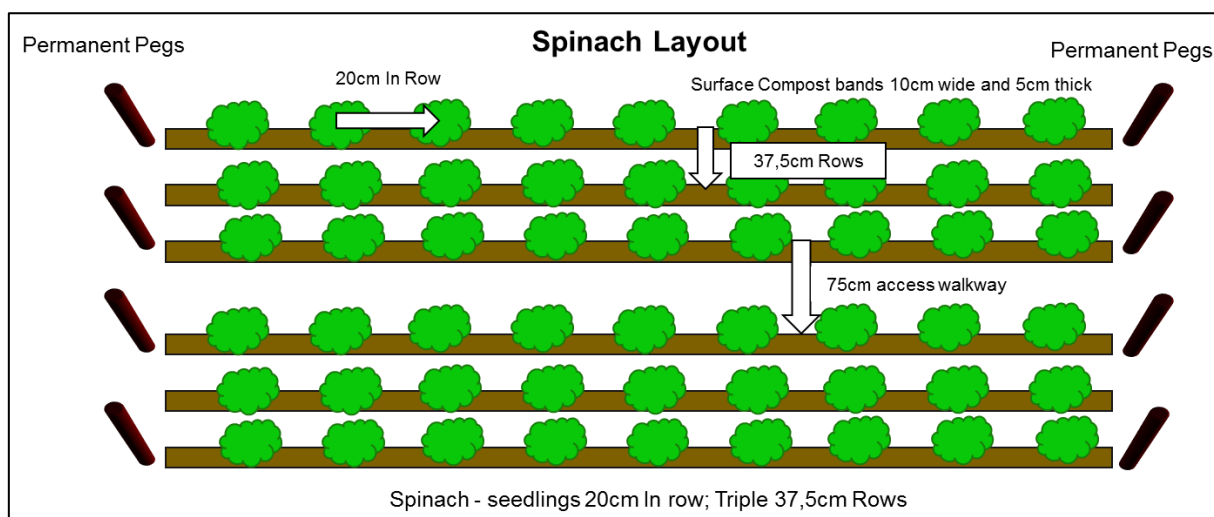 Spinach Layout
Permanent Pegs
Permanent Pegs
20cm In Row
Surface Compost bands 10cm wide and 5cm thick
37,5cm Rows
75cm access walkway
Spinach - seedlings 20cm In row; Triple 37,5cm Rows